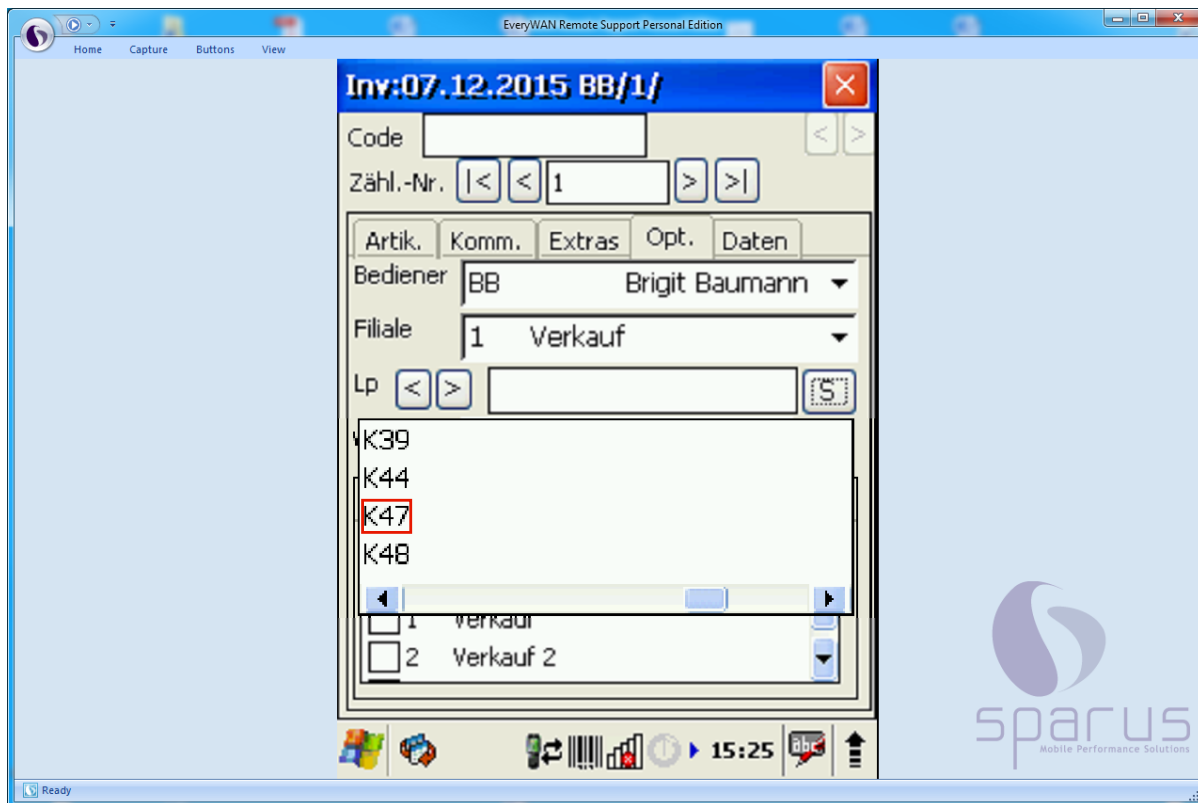 EveryWAN Remote Support Personal Edition
Home Capture Buttons View
Inv:07.12.2015 BB/1/
Code < >
Zähl.-Nr. |< < 1 > >|
Artik. Komm. Extras Opt. Daten
Bediener BB Brigit Baumann
Filiale 1 Verkauf
Lp < > S
K39
K44
K47
K48
1 Verkauf
2 Verkauf 2
15:25 abc
sparus
Mobile Performance Solutions
Ready